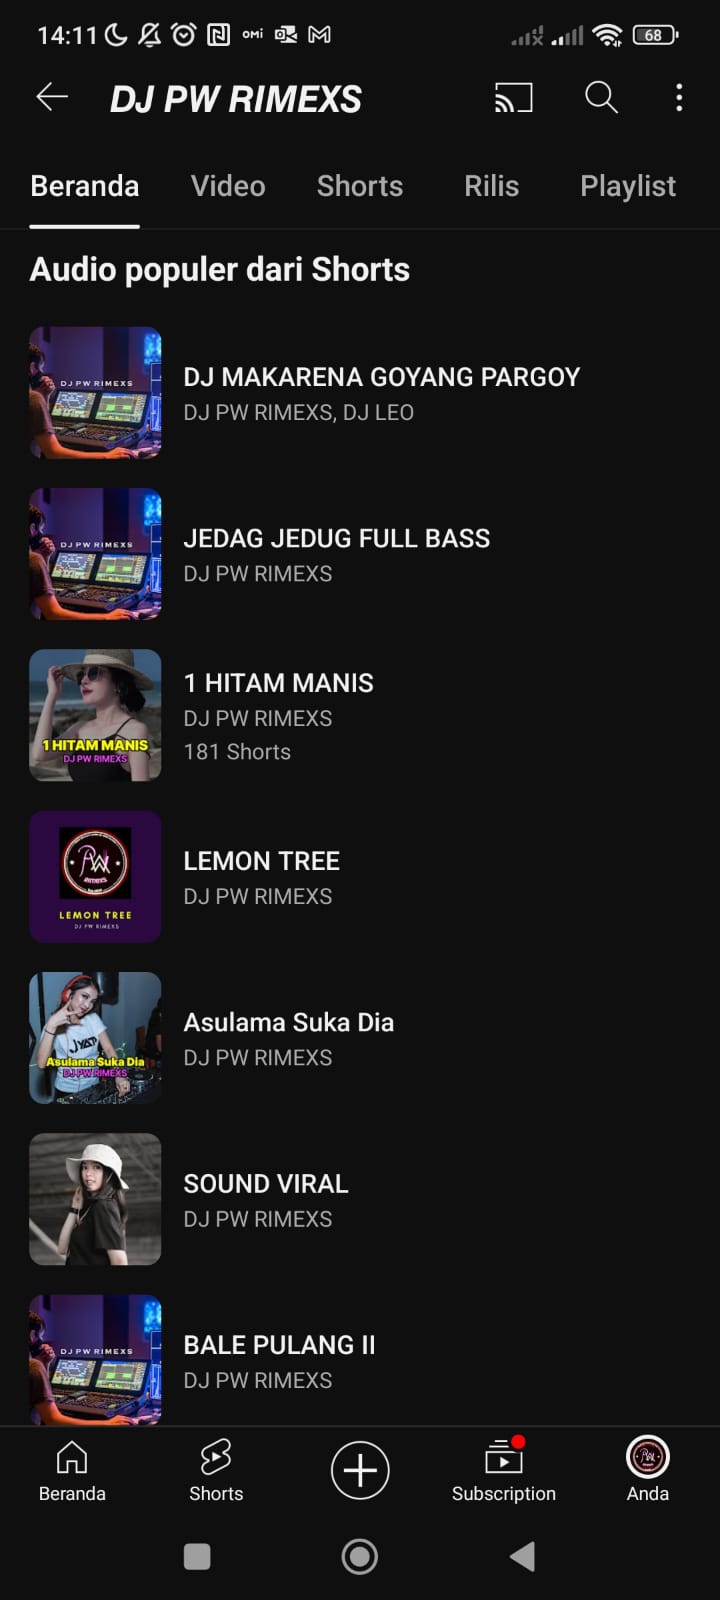 14:11 OMI 68
DJ PW RIMEXS
Beranda Video Shorts Rilis Playlist
Audio populer dari Shorts
DJ PW RIMEXS
DJ MAKARENA GOYANG PARGOY
DJ PW RIMEXS, DJ LEO
DJ PW RIMEXS
JEDAG JEDUG FULL BASS
DJ PW RIMEXS
1 HITAM MANIS
DJ PW RIMEXS
1 HITAM MANIS
DJ PW RIMEXS
181 Shorts
PW
RIMEXS
LEMON TREE
DJ PW RIMEXS
LEMON TREE
DJ PW RIMEXS
Asulama Suka Dia
DJ PW RIMEXS
Asulama Suka Dia
DJ PW RIMEXS
SOUND VIRAL
DJ PW RIMEXS
DJ PW RIMEXS
BALE PULANG II
DJ PW RIMEXS
Beranda Shorts Subscription Anda